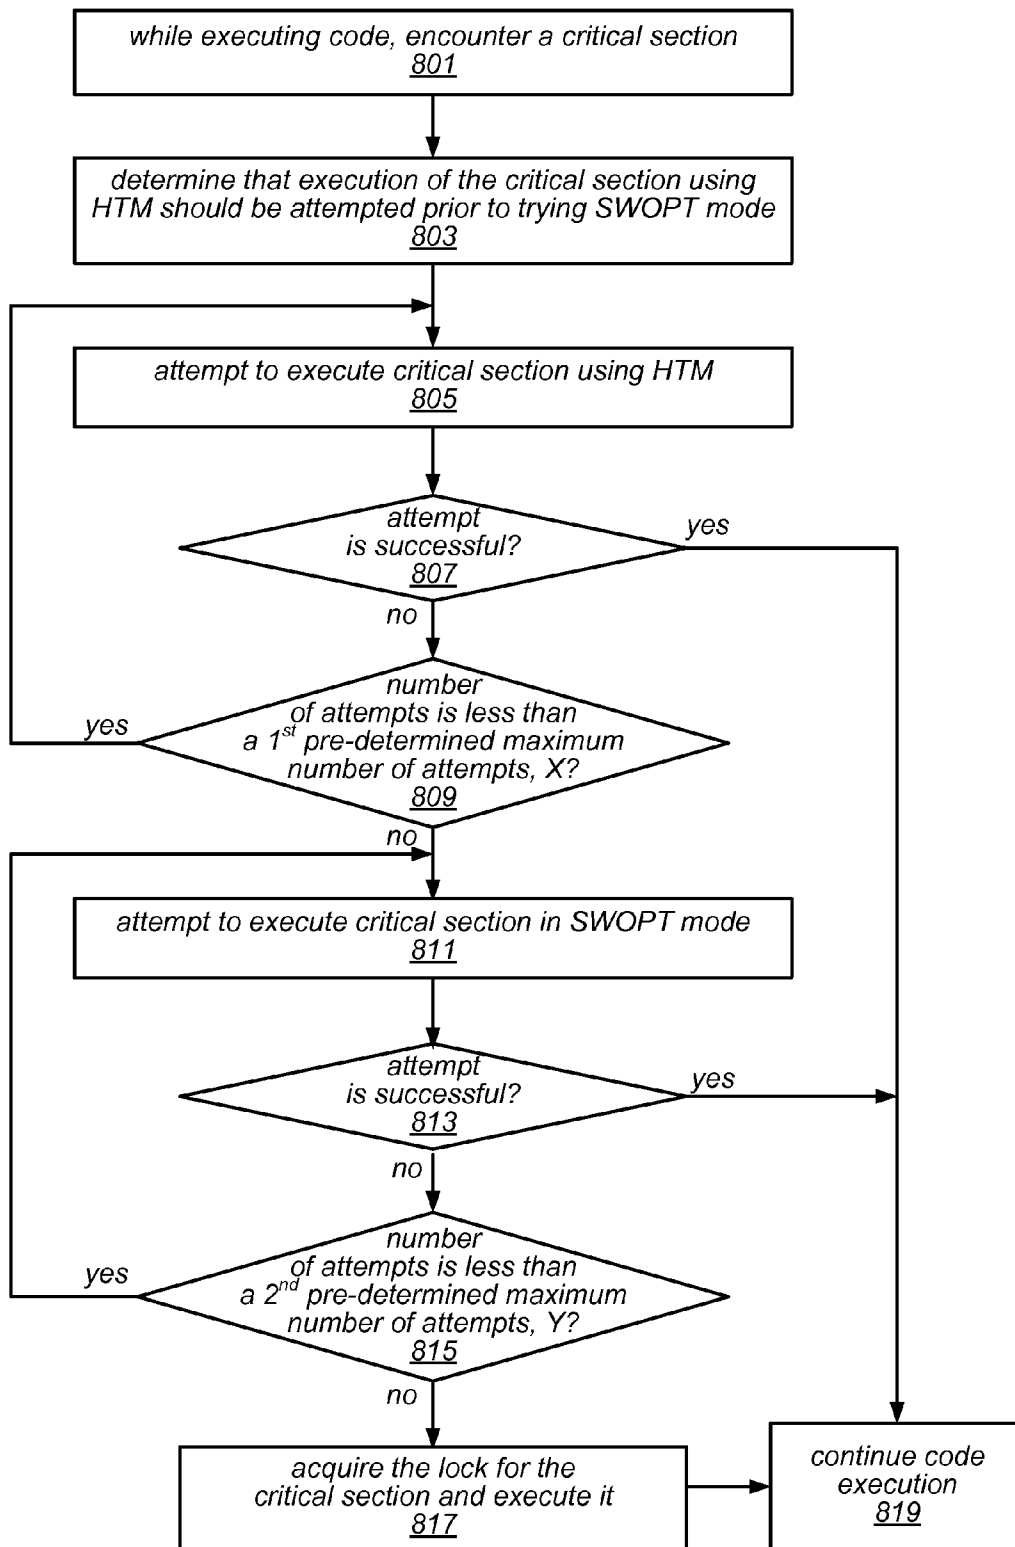 while executing code, encounter a critical section
801
determine that execution of the critical section using
HTM should be attempted prior to trying SWOPT mode
803
attempt to execute critical section using HTM
805
attempt
is successful?
807
yes
no
number
of attempts is less than
a 1st pre-determined maximum
number of attempts, X?
809
yes
no
attempt to execute critical section in SWOPT mode
811
attempt
is successful?
813
yes
no
number
of attempts is less than
a 2nd pre-determined maximum
number of attempts, Y?
815
yes
no
acquire the lock for the
critical section and execute it
817
continue code
execution
819